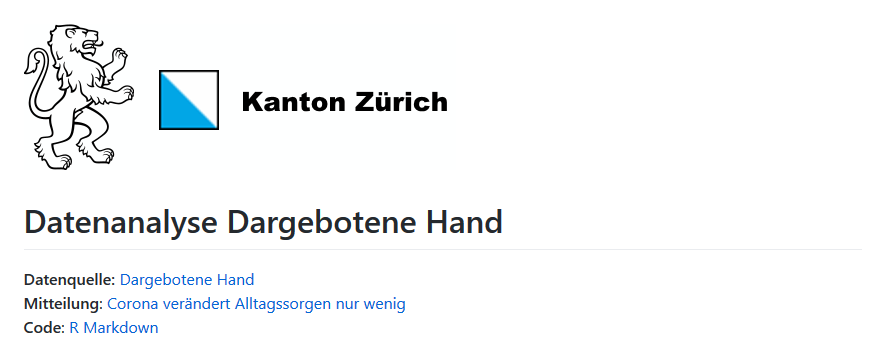 Kanton Zürich
Datenanalyse Dargebotene Hand
Datenquelle: Dargebotene Hand
Mitteilung: Corona verändert Alltagssorgen nur wenig
Code: R Markdown